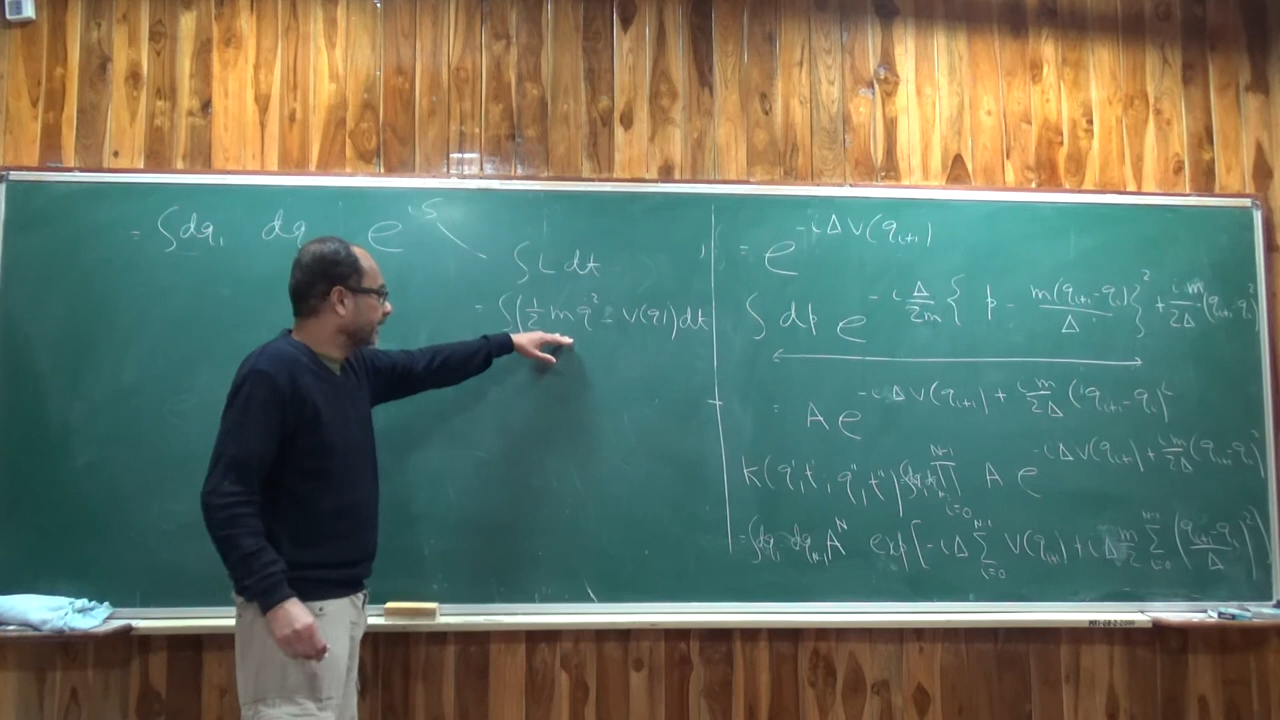 = ∫dq₁ dq e^{iS}
∫L dt
= ∫(½ m q̇² - V(q)) dt
= e^{-iΔV(q_{i+1})}
∫dp e^{-i Δ/2m { p - m(q_{i+1}-q_i)/Δ }² + i m/2Δ (q_{i+1}-q_i)²}
= A e^{-iΔV(q_{i+1}) + i m/2Δ (q_{i+1}-q_i)²}
K(q',t', q'',t'') = ∏_{i=0}^{N-1} A e^{-iΔV(q_{i+1}) + i m/2Δ (q_{i+1}-q_i)²}
= ∫dq₁ - dq_{N-1} A^N exp[-iΔ ∑_{i=0}^{N-1} V(q_{i+1}) + iΔ m/2 ∑_{i=0}^{N-1} ((q_{i+1}-q_i)/Δ)²]